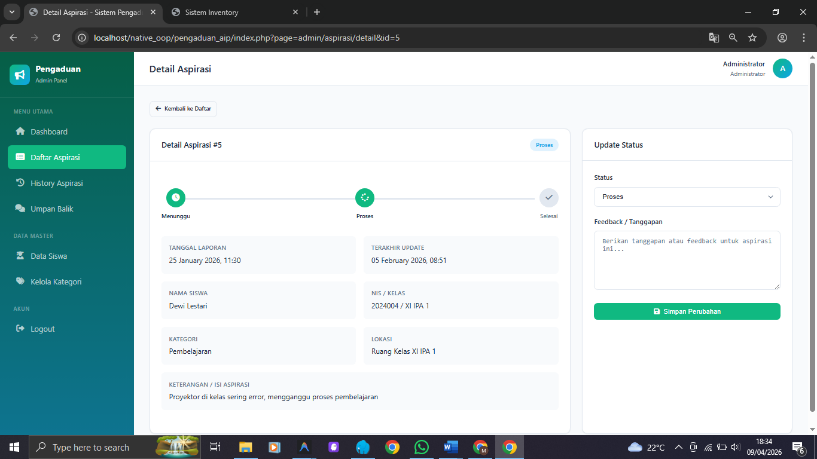 Detail Aspirasi - Sistem Pengad
Sistem Inventory
localhost/native_oop/pengaduan_aip/index.php?page=admin/aspirasi/detail&id=5
Pengaduan
Admin Panel
Detail Aspirasi
Administrator
Administrator
A
MENU UTAMA
Dashboard
Daftar Aspirasi
History Aspirasi
Umpan Balik
DATA MASTER
Data Siswa
Kelola Kategori
AKUN
Logout
Kembali ke Daftar
Detail Aspirasi #5
Proses
Menunggu
Proses
Selesai
TANGGAL LAPORAN
25 January 2026, 11:30
TERAKHIR UPDATE
05 February 2026, 08:51
NAMA SISWA
Dewi Lestari
NIS / KELAS
2024004 / XI IPA 1
KATEGORI
Pembelajaran
LOKASI
Ruang Kelas XI IPA 1
KETERANGAN / ISI ASPIRASI
Proyektor di kelas sering error, mengganggu proses pembelajaran
Update Status
Status
Proses
Feedback / Tanggapan
Berikan tanggapan atau feedback untuk aspirasi
ini...
Simpan Perubahan
Type here to search
22°C
18:34
09/04/2026
6